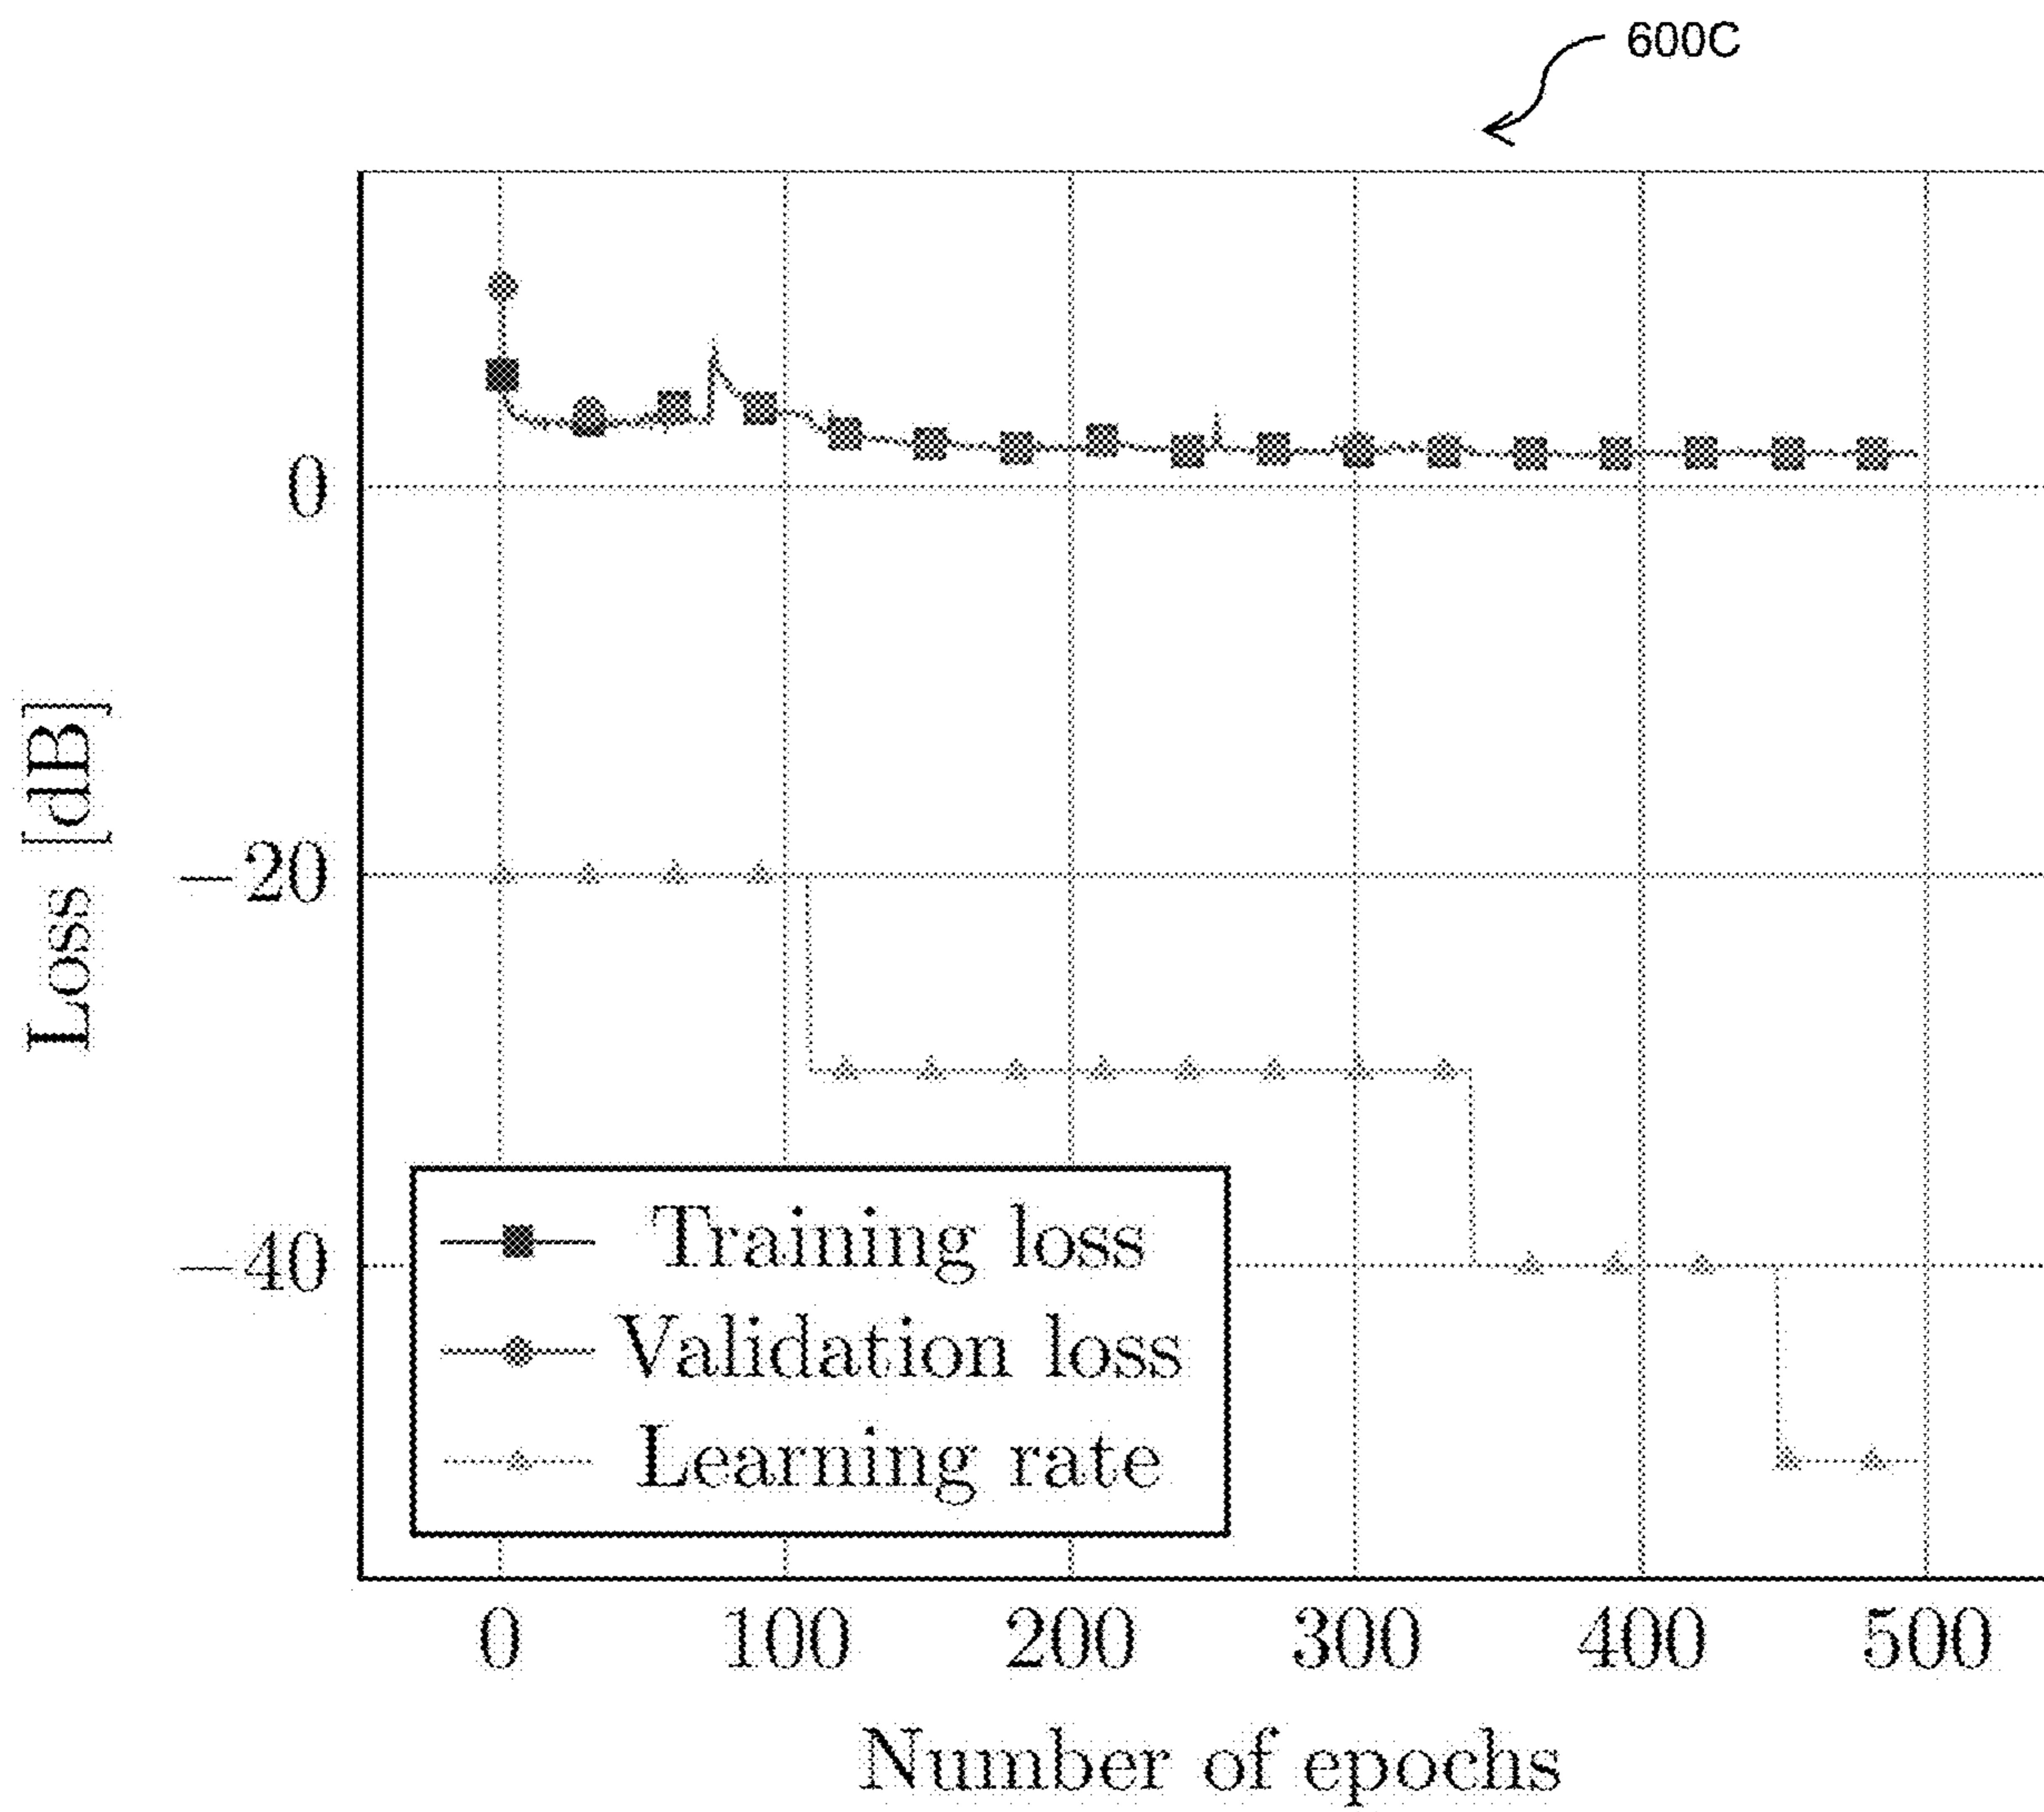 600C
0
−20
−40
Loss [dB]
Training loss
Validation loss
Learning rate
0 100 200 300 400 500
Number of epochs